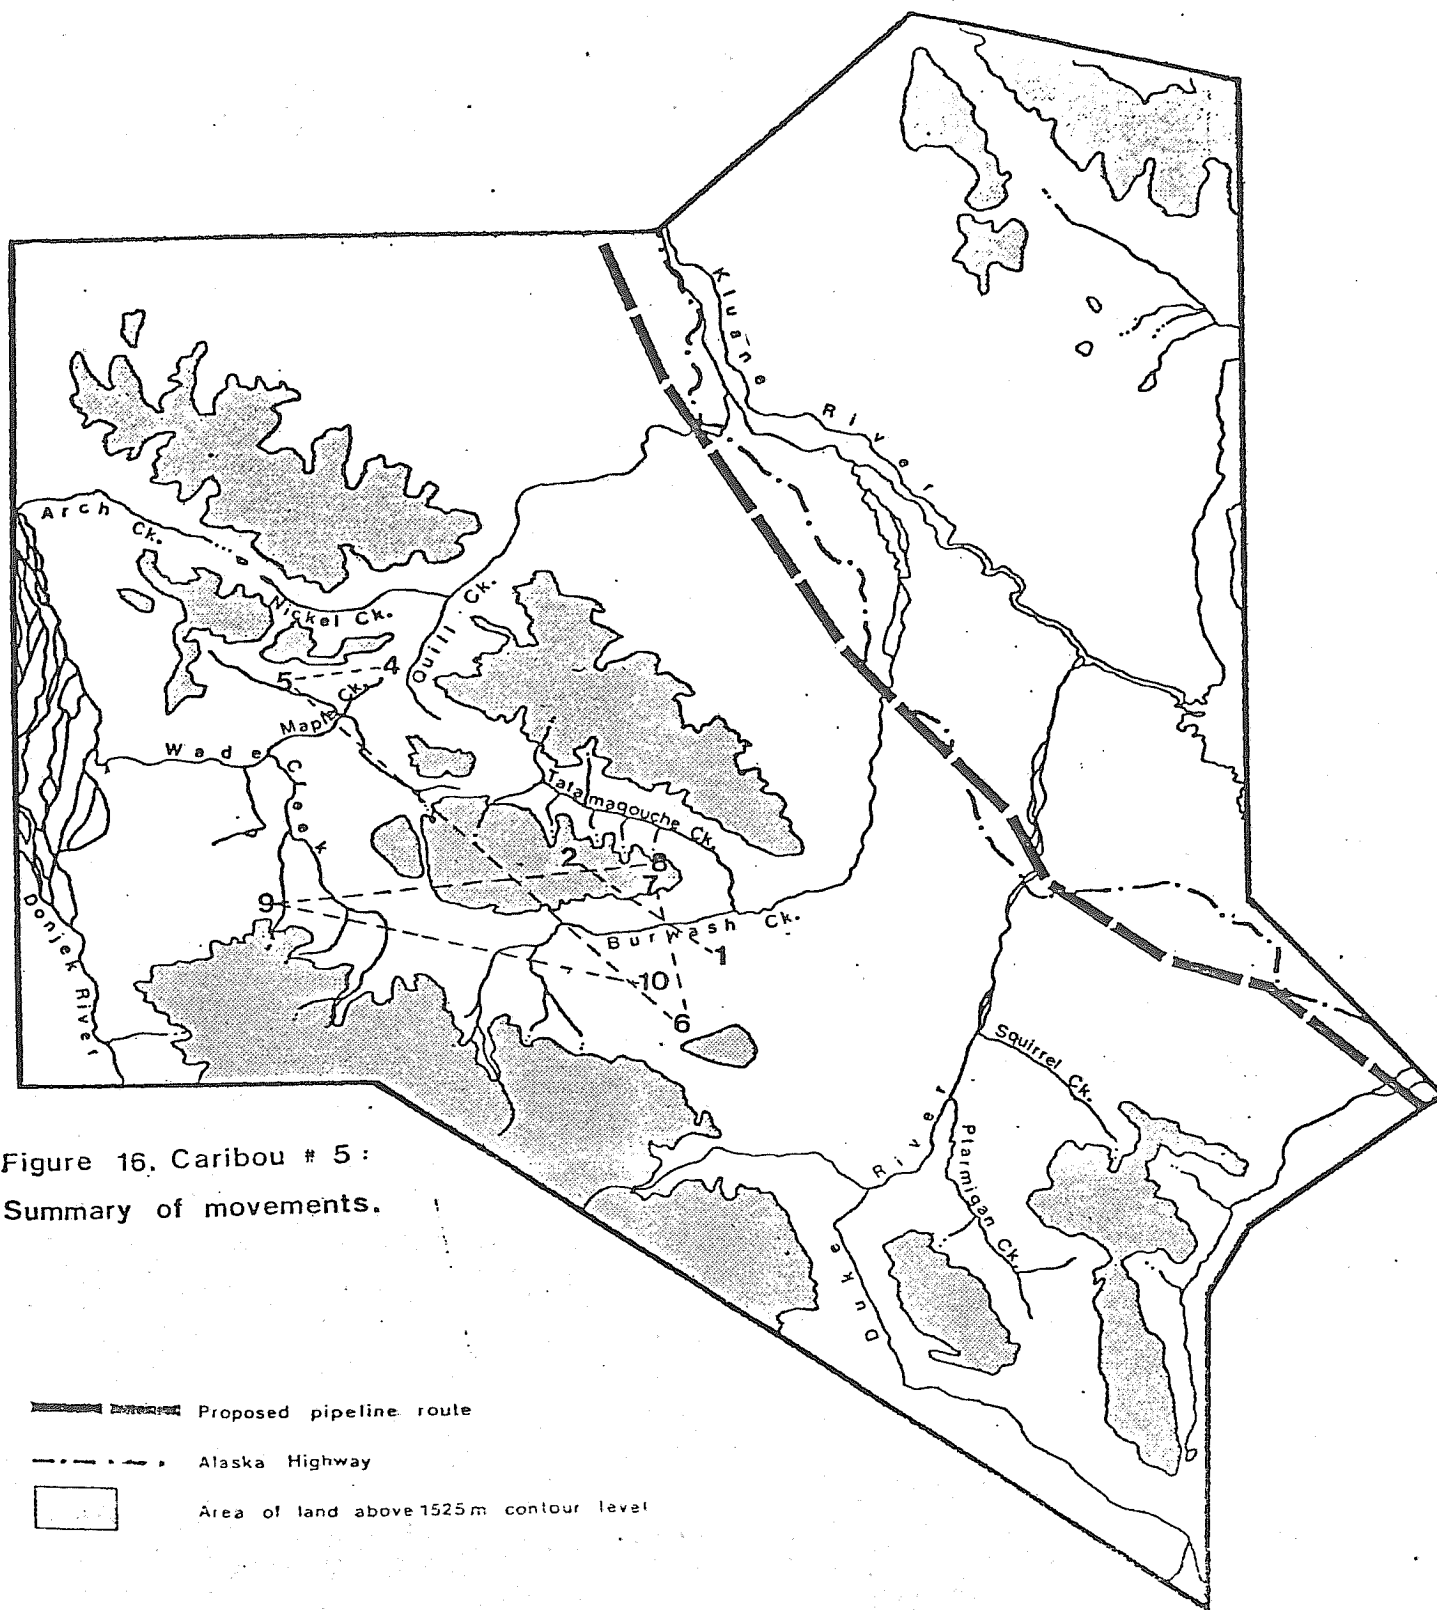 Kluane
River
Arch
Ck.
Nickel Ck.
Quill Ck.
4
5
Maple Ck.
Wade
Creek
Tatamagouche Ck.
2
8
7
9
Burwash Ck.
1
10
6
Donjek River
Squirrel Ck.
River
Ptarmigan Ck.
Duke
Figure 16. Caribou # 5 :
Summary of movements.
Proposed pipeline route
Alaska Highway
Area of land above 1525m contour level